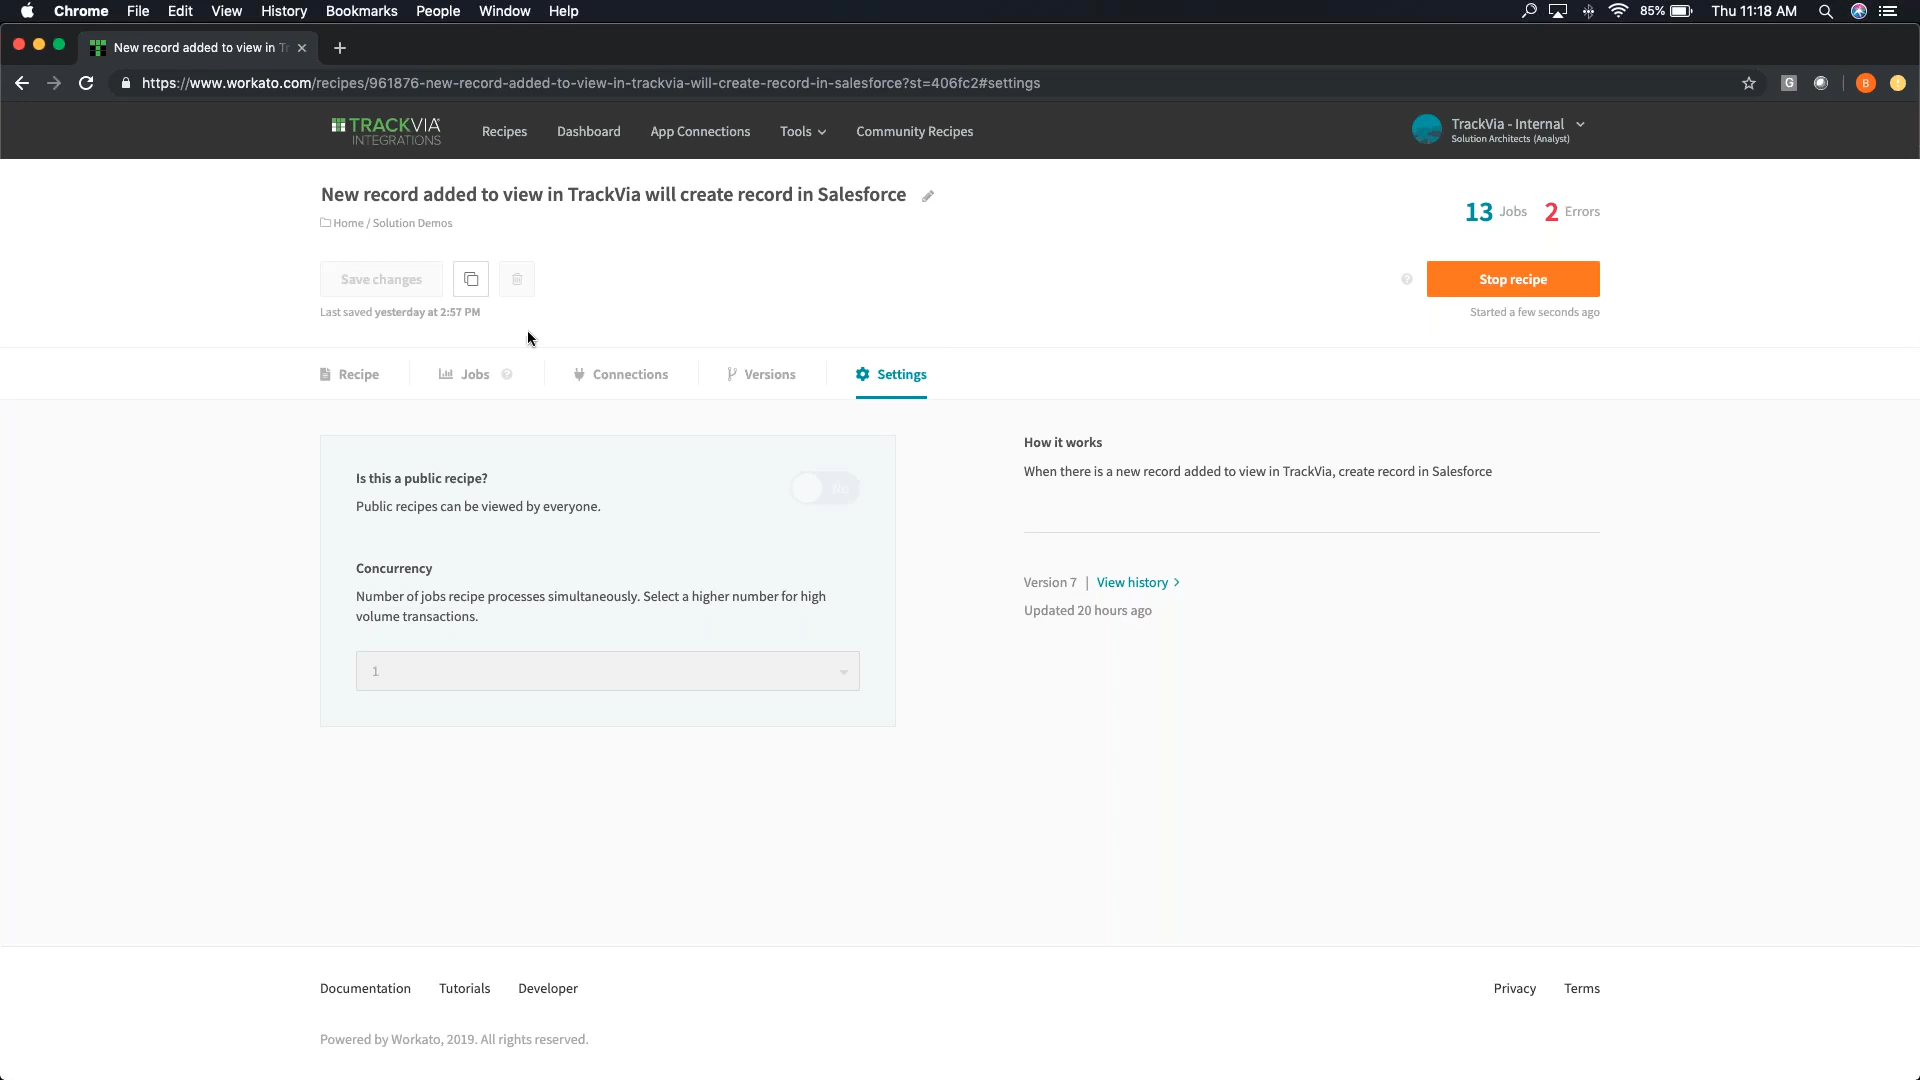 Chrome File Edit View History Bookmarks People Window Help
85% Thu 11:18 AM
New record added to view in Tr
https://www.workato.com/recipes/961876-new-record-added-to-view-in-trackvia-will-create-record-in-salesforce?st=406fc2#settings
G
B
TRACKVIA
INTEGRATIONS
Recipes Dashboard App Connections Tools Community Recipes
TrackVia - Internal
Solution Architects (Analyst)
New record added to view in TrackVia will create record in Salesforce
Home / Solution Demos
13 Jobs 2 Errors
Save changes
Stop recipe
Last saved yesterday at 2:57 PM
Started a few seconds ago
Recipe Jobs Connections Versions Settings
Is this a public recipe?
No
Public recipes can be viewed by everyone.
Concurrency
Number of jobs recipe processes simultaneously. Select a higher number for high
volume transactions.
1
How it works
When there is a new record added to view in TrackVia, create record in Salesforce
Version 7 | View history >
Updated 20 hours ago
Documentation Tutorials Developer
Privacy Terms
Powered by Workato, 2019. All rights reserved.